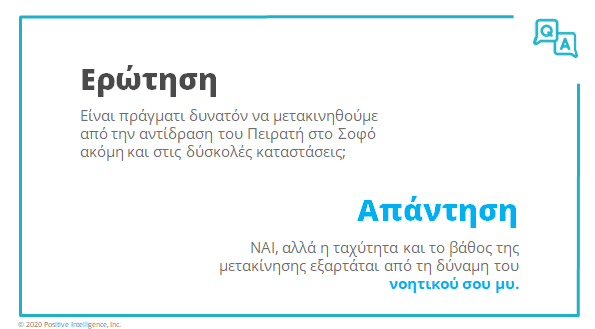 Q
A
Ερώτηση
Είναι πράγματι δυνατόν να μετακινηθούμε
από την αντίδραση του Πειρατή στο Σοφό
ακόμη και στις δύσκολές καταστάσεις;
Απάντηση
ΝΑΙ, αλλά η ταχύτητα και το βάθος της
μετακίνησης εξαρτάται από τη δύναμη του
νοητικού σου μυ.
© 2020 Positive Intelligence, Inc.